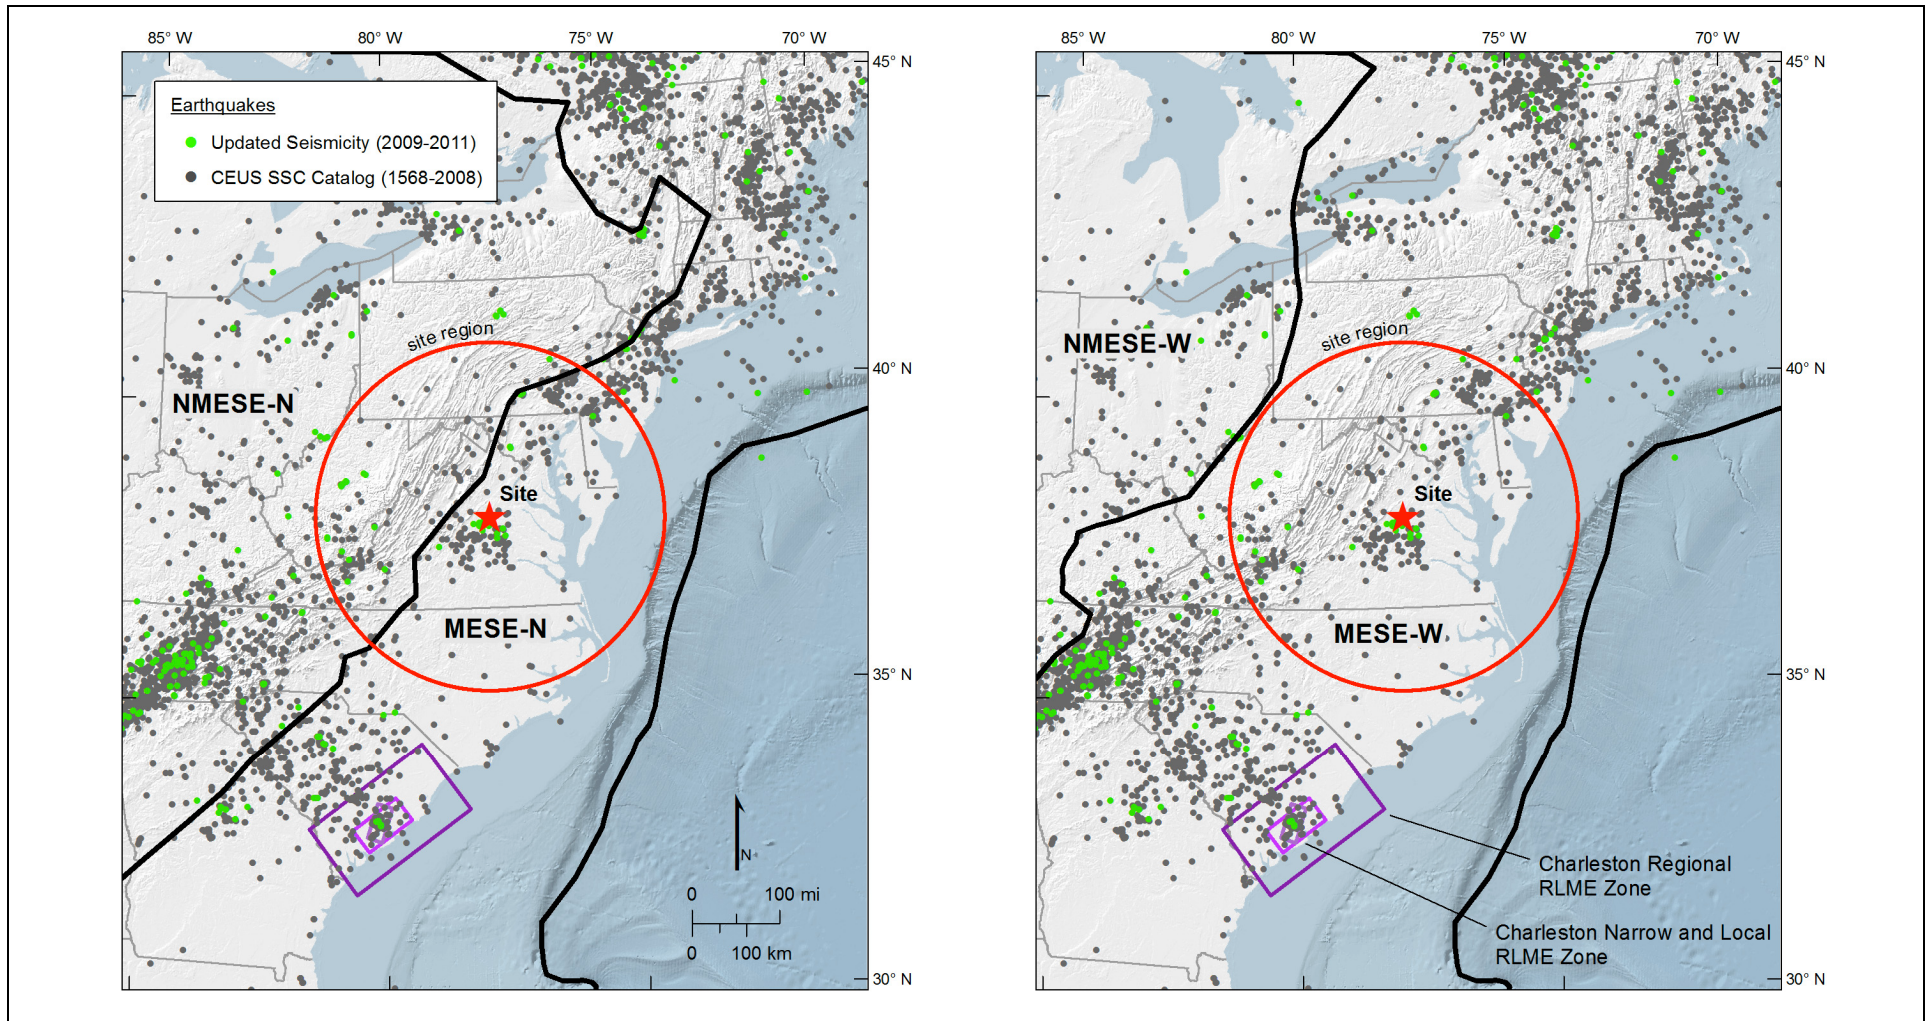 85° W
80° W
75° W
70° W
45° N
Earthquakes
Updated Seismicity (2009-2011)
CEUS SSC Catalog (1568-2008)
site region
40° N
NMESE-N
Site
MESE-N
35° N
N
0 100 mi
0 100 km
30° N
85° W
80° W
75° W
70° W
45° N
site region
NMESE-W
40° N
Site
MESE-W
35° N
Charleston Regional
RLME Zone
Charleston Narrow and Local
RLME Zone
30° N